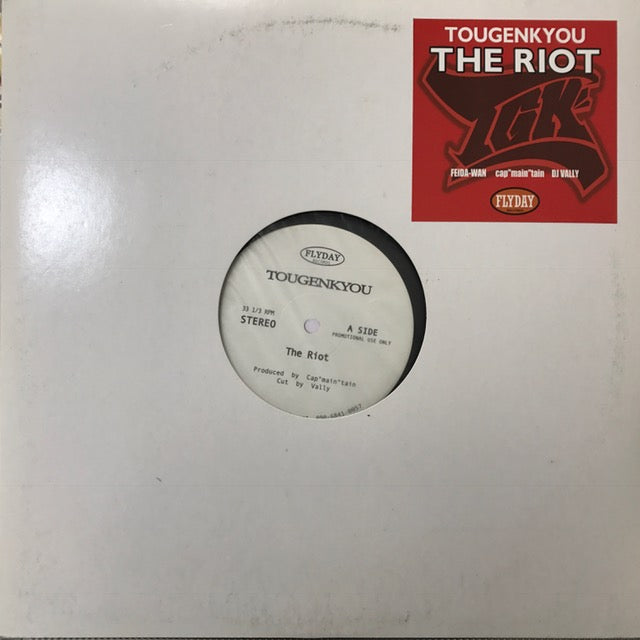 TOUGENKYOU
THE RIOT
TGK
FEIDA-WAN cap"main"tain DJ VALLY
FLYDAY
FLYDAY
RECORDS
TOUGENKYOU
33 1/3 RPM
STEREO
A SIDE
PROMOTIONAL USE ONLY
The Riot
Produced by Cap"main"tain
Cut by Vally